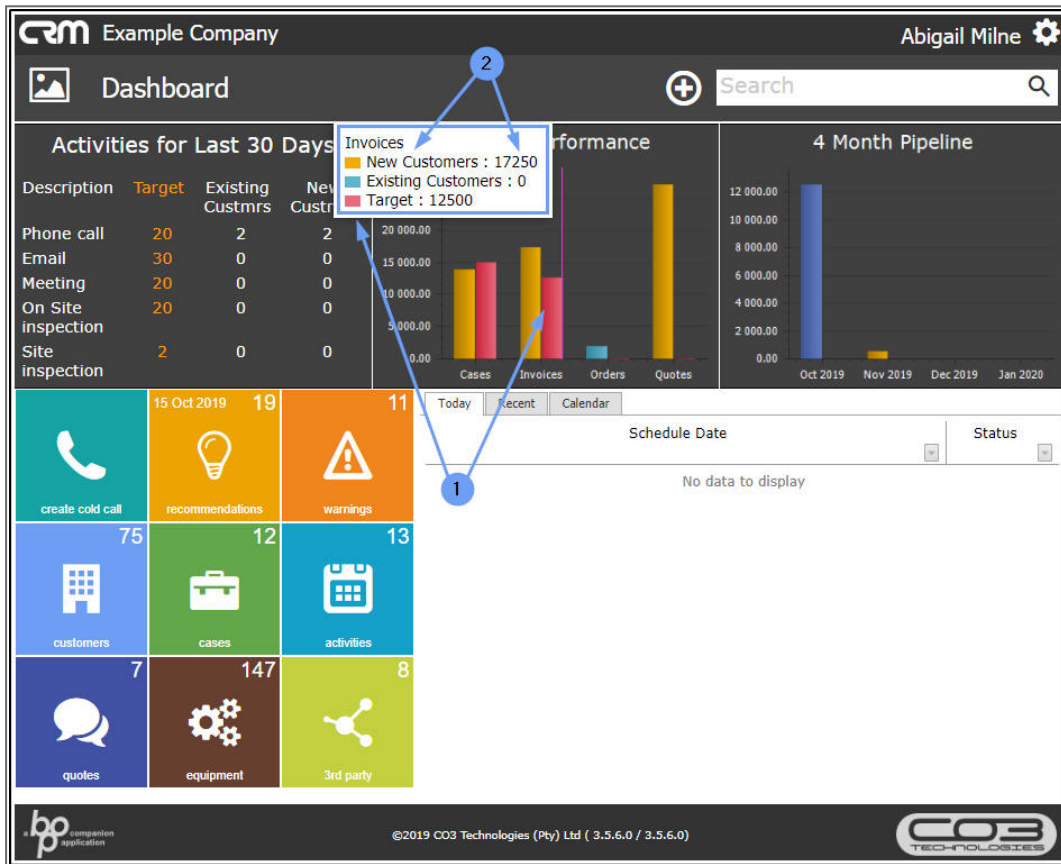 CRM Example Company
Abigail Milne
Dashboard
Search
2
Activities for Last 30 Days
Description Target Existing Custmrs
Phone call 20 2 2
Email 30 0 0
Meeting 20 0 0
On Site inspection 20 0 0
Site inspection 2 0 0
Invoices
New Customers : 17250
Existing Customers : 0
Target : 12500
20 000.00
15 000.00
10 000.00
5 000.00
0.00
Cases Invoices Orders Quotes
4 Month Pipeline
12 000.00
10 000.00
8 000.00
6 000.00
4 000.00
2 000.00
0.00
Oct 2019 Nov 2019 Dec 2019 Jan 2020
create cold call
15 Oct 2019 19
recommendations
11
warnings
75
customers
12
cases
13
activities
7
quotes
147
equipment
8
3rd party
Today Recent Calendar
Schedule Date Status
No data to display
1
a bp companion application
©2019 CO3 Technologies (Pty) Ltd ( 3.5.6.0 / 3.5.6.0)
CO3
TECHNOLOGIES